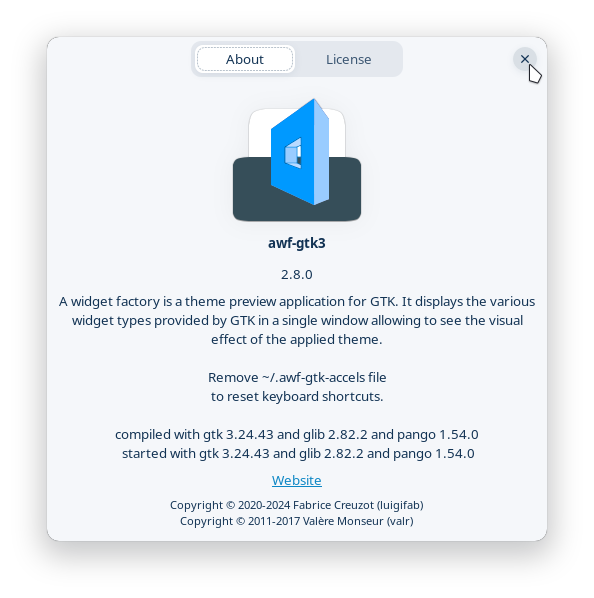 About
License
awf-gtk3
2.8.0
A widget factory is a theme preview application for GTK. It displays the various
widget types provided by GTK in a single window allowing to see the visual
effect of the applied theme.
Remove ~/.awf-gtk-accels file
to reset keyboard shortcuts.
compiled with gtk 3.24.43 and glib 2.82.2 and pango 1.54.0
started with gtk 3.24.43 and glib 2.82.2 and pango 1.54.0
Website
Copyright © 2020-2024 Fabrice Creuzot (luigifab)
Copyright © 2011-2017 Valère Monseur (valr)